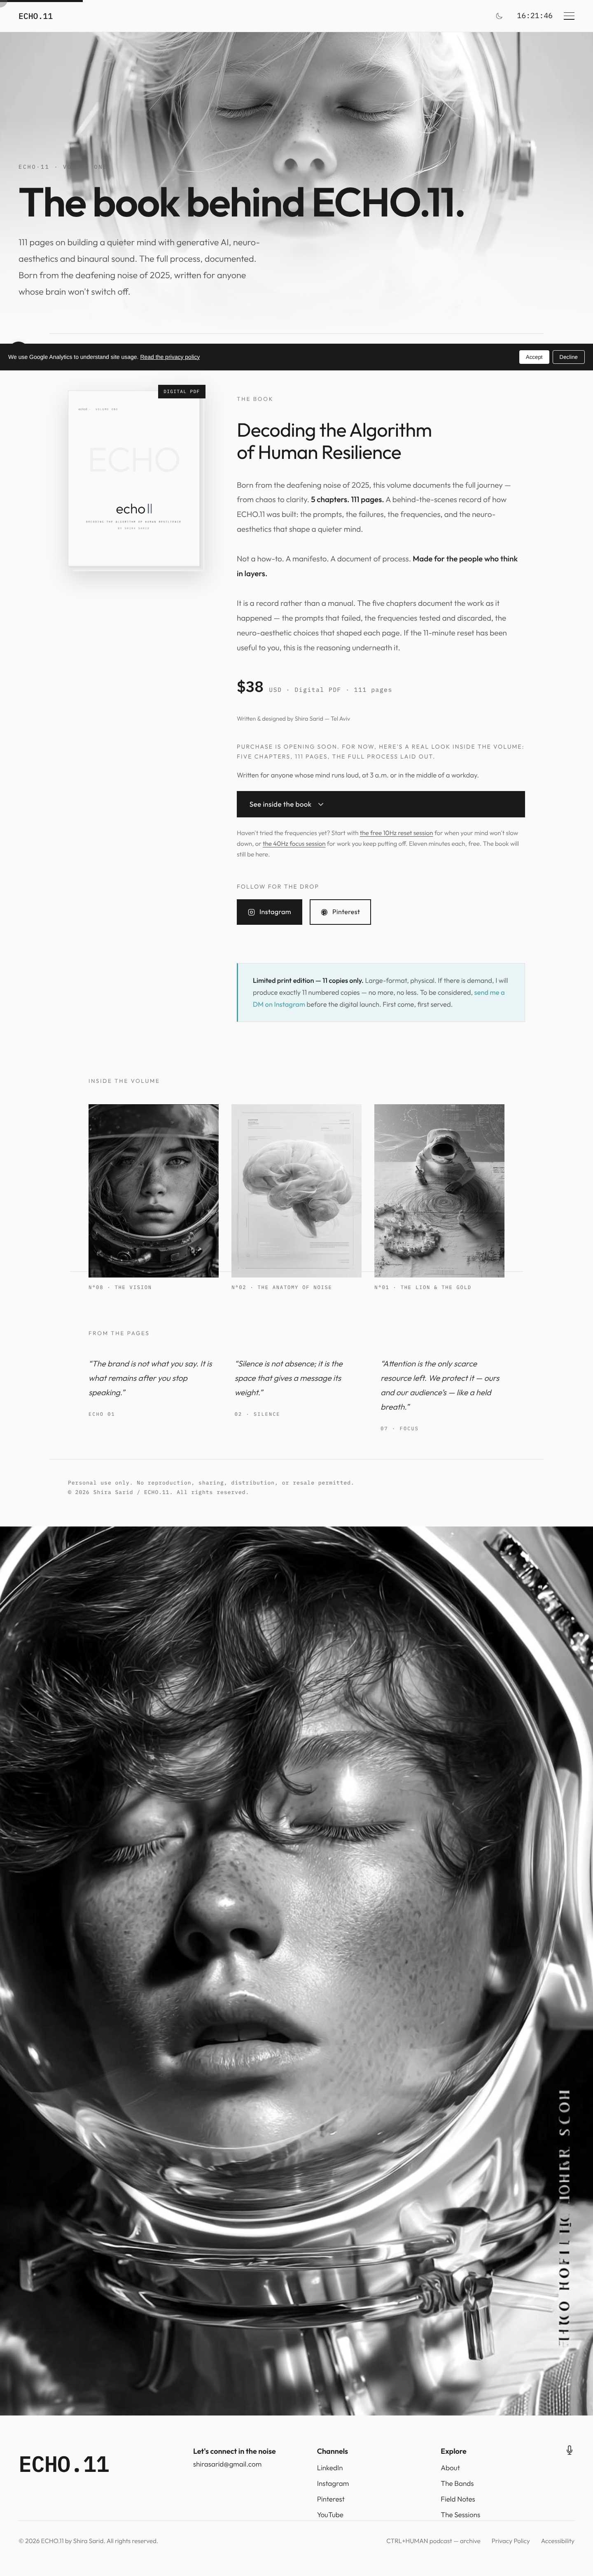 ECHO.11
16:21:46
ECHO·11 ·
The book behind ECHO.11.
111 pages on building a quieter mind with generative AI, neuro-
aesthetics and binaural sound. The full process, documented.
Born from the deafening noise of 2025, written for anyone
whose brain won't switch off.
We use Google Analytics to understand site usage. Read the privacy policy
Accept
Decline
DIGITAL PDF
ECHO
echo11
DECODING THE ALGORITHM OF HUMAN RESILIENCE
BY SHIRA SARID
THE BOOK
Decoding the Algorithm
of Human Resilience
Born from the deafening noise of 2025, this volume documents the full journey —
from chaos to clarity. 5 chapters. 111 pages. A behind-the-scenes record of how
ECHO.11 was built: the prompts, the failures, the frequencies, and the neuro-
aesthetics that shape a quieter mind.
Not a how-to. A manifesto. A document of process. Made for the people who think
in layers.
It is a record rather than a manual. The five chapters document the work as it
happened — the prompts that failed, the frequencies tested and discarded, the
neuro-aesthetic choices that shaped each page. If the 11-minute reset has been
useful to you, this is the reasoning underneath it.
$38 USD · Digital PDF · 111 pages
Written & designed by Shira Sarid — Tel Aviv
PURCHASE IS OPENING SOON. FOR NOW, HERE'S A REAL LOOK INSIDE THE VOLUME:
FIVE CHAPTERS, 111 PAGES, THE FULL PROCESS LAID OUT.
Written for anyone whose mind runs loud, at 3 a.m. or in the middle of a workday.
See inside the book
Haven't tried the frequencies yet? Start with the free 10Hz reset session for when your mind won't slow
down, or the 40Hz focus session for work you keep putting off. Eleven minutes each, free. The book will
still be here.
FOLLOW FOR THE DROP
Instagram
Pinterest
Limited print edition — 11 copies only. Large-format, physical. If there is demand, I will
produce exactly 11 numbered copies — no more, no less. To be considered, send me a
DM on Instagram before the digital launch. First come, first served.
INSIDE THE VOLUME
N°08 · THE VISION
N°02 · THE ANATOMY OF NOISE
N°01 · THE LION & THE GOLD
FROM THE PAGES
“The brand is not what you say. It is
what remains after you stop
speaking.”
ECHO 01
“Silence is not absence; it is the
space that gives a message its
weight.”
02 · SILENCE
“Attention is the only scarce
resource left. We protect it — ours
and our audience's — like a held
breath.”
07 · FOCUS
Personal use only. No reproduction, sharing, distribution, or resale permitted.
© 2026 Shira Sarid / ECHO.11. All rights reserved.
ECHO.11
Let's connect in the noise
shirasarid@gmail.com
Channels
LinkedIn
Instagram
Pinterest
YouTube
Explore
About
The Bonds
Field Notes
The Sessions
© 2026 ECHO.11 by Shira Sarid. All rights reserved.
CTRL+HUMAN podcast — archive
Privacy Policy
Accessibility